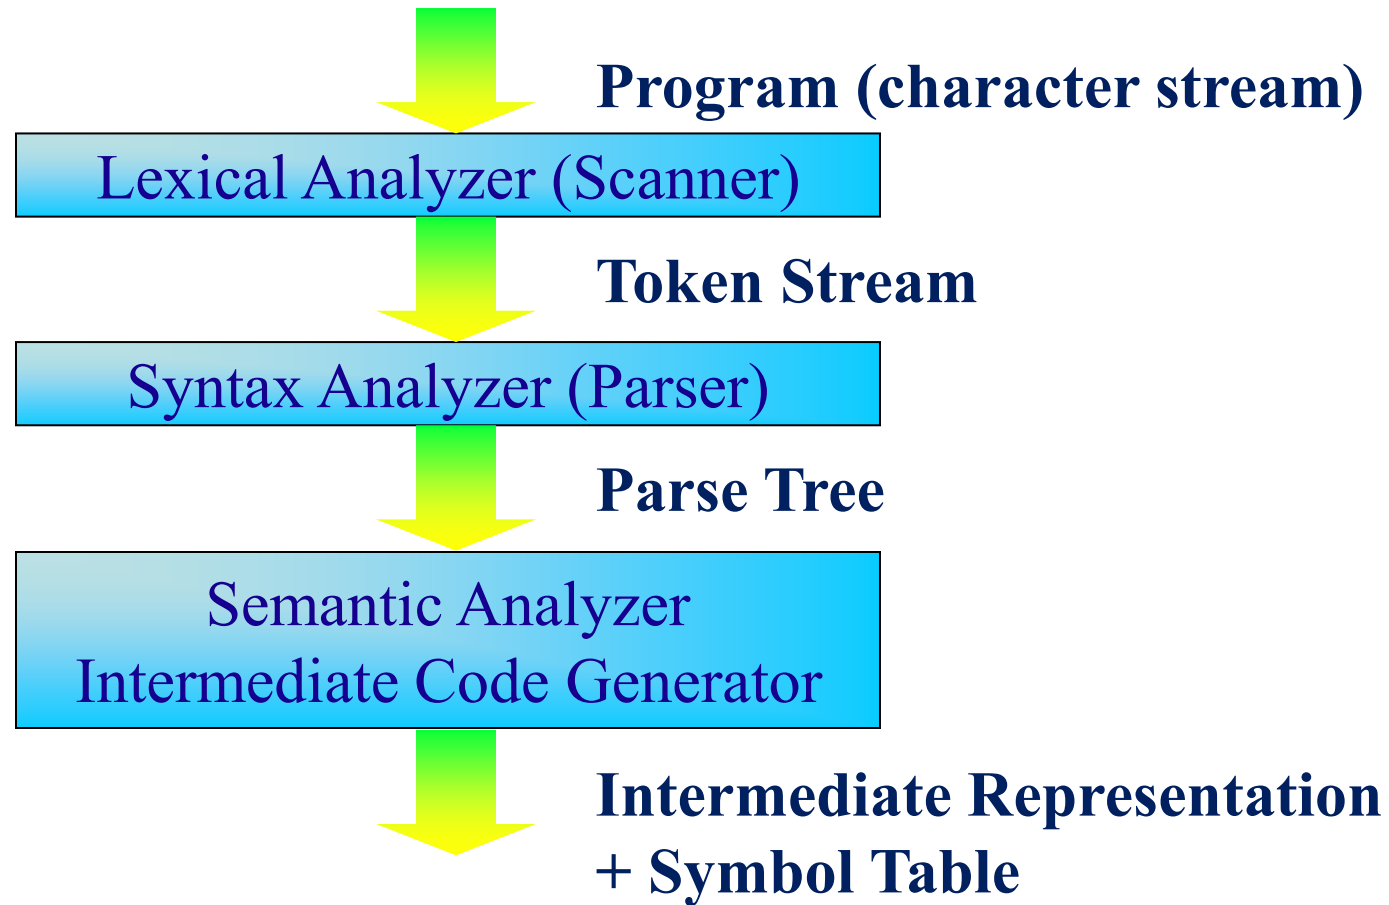 Program (character stream)
Lexical Analyzer (Scanner)
Token Stream
Syntax Analyzer (Parser)
Parse Tree
Semantic Analyzer
Intermediate Code Generator
Intermediate Representation
+ Symbol Table